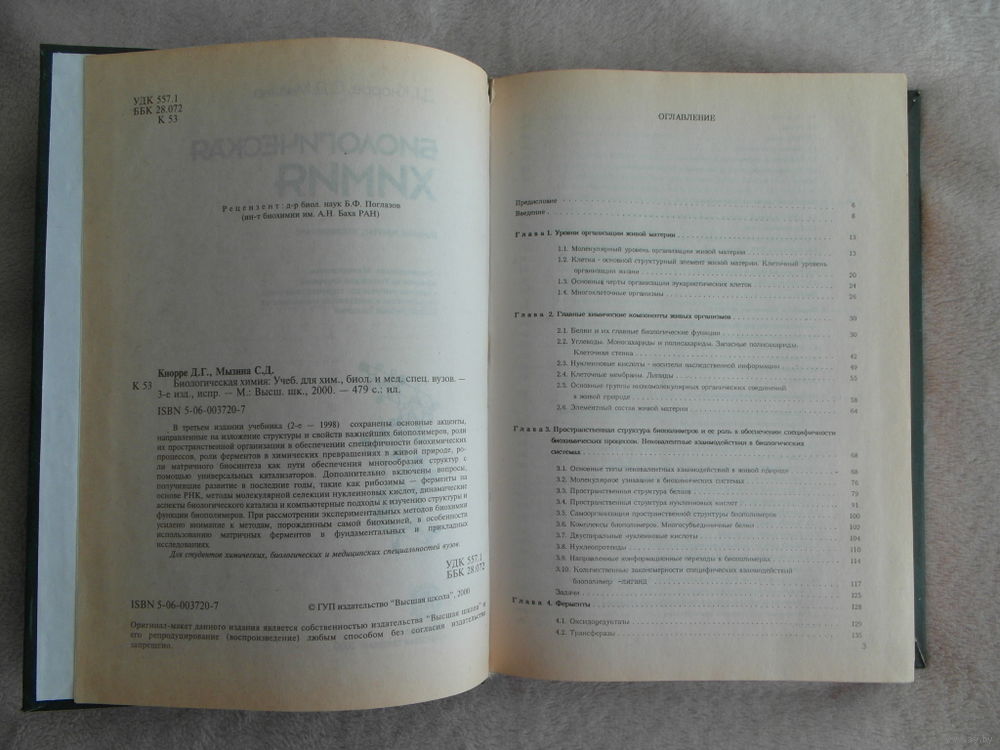 УДК 557.1
ББК 28.072
К 53
Рецензент: д-р биол. наук Б.Ф. Поглазов
(ин-т биохимии им. А.Н. Баха РАН)
Кнорре Д.Г., Мызина С.Д.
К 53 Биологическая химия: Учеб. для хим., биол. и мед. спец. вузов. –
3-е изд., испр. – М.: Высш. шк., 2000. – 479 с.: ил.
ISBN 5-06-003720-7
В третьем издании учебника (2-е – 1998) сохранены основные акценты,
направленные на изложение структуры и свойств важнейших биополимеров, роли
их пространственной организации в обеспечении специфичности биохимических
процессов, роли ферментов в химических превращениях в живой природе, ро-
ли матричного биосинтеза как пути обеспечения многообразия структур с
помощью универсальных катализаторов. Дополнительно включены вопросы,
получившие развитие в последние годы, такие как рибозимы — ферменты на
основе РНК, методы молекулярной селекции нуклеиновых кислот, динамические
аспекты биологического катализа и компьютерные подходы к изучению структуры и
функции биополимеров. При рассмотрении экспериментальных методов биохимии
усилено внимание к методам, порожденным самой биохимией, в особенности
использованию матричных ферментов в фундаментальных и прикладных
исследованиях.
Для студентов химических, биологических и медицинских специальностей вузов.
УДК 557.1
ББК 28.072
ISBN 5-06-003720-7
© ГУП издательство "Высшая школа", 2000
Оригинал-макет данного издания является собственностью издательства "Высшая школа" и
его репродуцирование (воспроизведение) любым способом без согласия издательства
запрещено.
ОГЛАВЛЕНИЕ
Предисловие 6
Введение 8
Глава 1. Уровни организации живой материи 13
1.1. Молекулярный уровень организации живой материи 13
1.2. Клетка - основной структурный элемент живой материи. Клеточный уровень
организации жизни 20
1.3. Основные черты организации эукариотических клеток 24
1.4. Многоклеточные организмы 26
Глава 2. Главные химические компоненты живых организмов 30
2.1. Белки и их главные биологические функции 30
2.2. Углеводы. Моносахариды и полисахариды. Запасные полисахариды.
Клеточная стенка 42
2.3. Нуклеиновые кислоты - носители наследственной информации 49
2.4. Клеточные мембраны. Липиды 55
2.5. Основные группы низкомолекулярных органических соединений
в живой природе 58
2.6. Элементный состав живой материи 64
Глава 3. Пространственная структура биополимеров и ее роль в обеспечении специфичности
биохимических процессов. Нековалентные взаимодействия в биологических
системах 68
3.1. Основные типы нековалентных взаимодействий в живой природе 68
3.2. Молекулярное узнавание в биохимических системах 76
3.3. Пространственная структура белков 79
3.4. Пространственная структура нуклеиновых кислот 91
3.5. Самоорганизация пространственной структуры биополимеров 100
3.6. Комплексы биополимеров. Многосубъединичные белки 102
3.7. Двуспиральные нуклеиновые кислоты 104
3.8. Нуклеопротеиды 110
3.9. Направленные конформационные переходы в биополимерах 114
3.10. Количественные закономерности специфических взаимодействий
биополимер –лиганд 117
Задачи 125
Глава 4. Ферменты 128
4.1. Оксидоредуктазы 129
4.2. Трансферазы 135
3